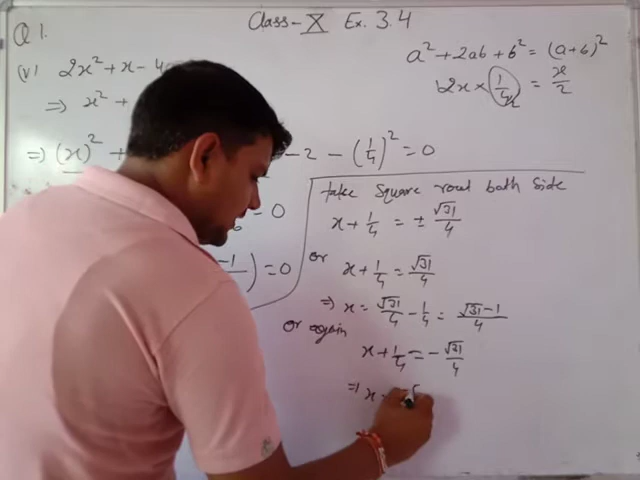 Class-X Ex. 3.4
Q1.
a² + 2ab + b² = (a+b)²
(v) 2x² + x - 4
2x × 1/4 = x/2
⇒ x² +
⇒ (x)² + - 2 - (1/4)² = 0
= 0
-1 ) = 0
take Square root both Side
x + 1/4 = ± √31/4
or x + 1/4 = √31/4
⇒ x = √31/4 - 1/4 = √31 - 1/4
or again
x + 1/4 = - √31/4
⇒ x